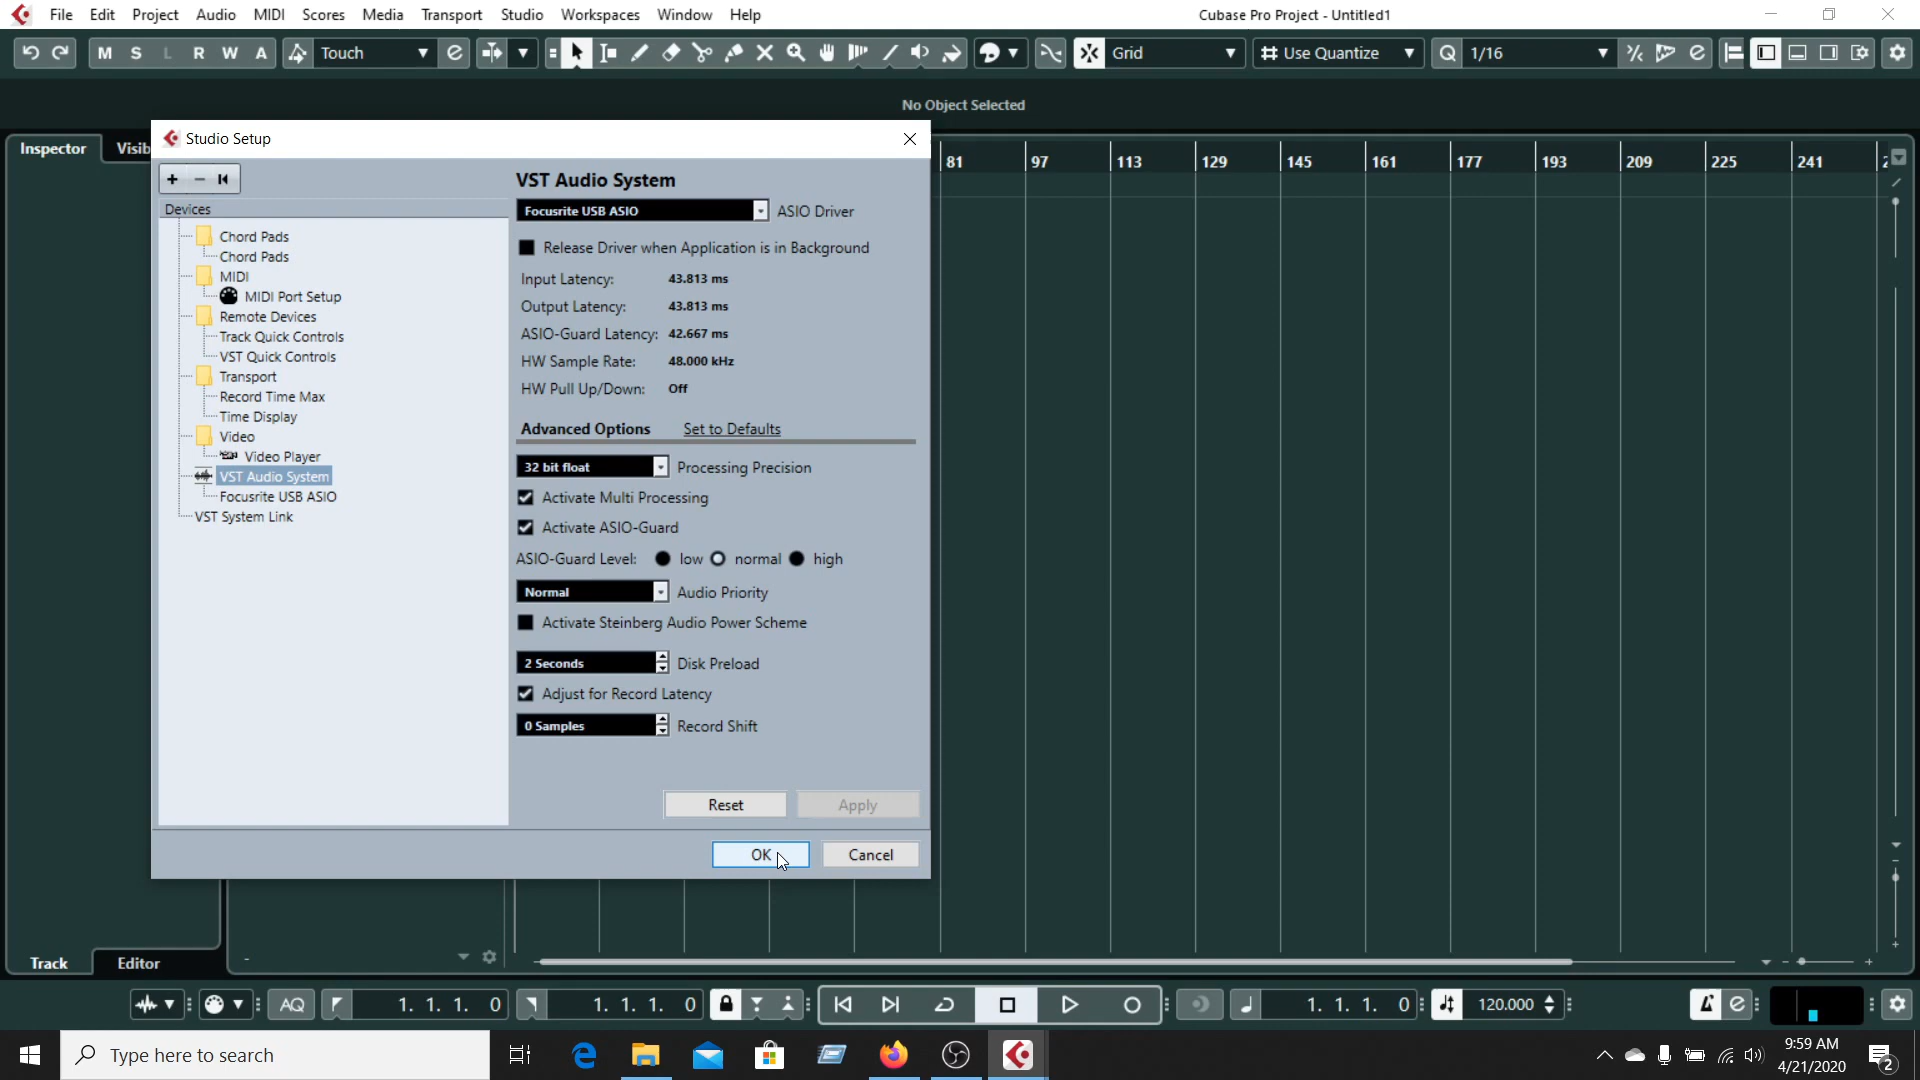 File Edit Project Audio MIDI Scores Media Transport Studio Workspaces Window Help
Cubase Pro Project - Untitled1
M S L R W A Touch e Grid # Use Quantize Q 1/16 e
No Object Selected
Inspector Visib
Studio Setup
81 97 113 129 145 161 177 193 209 225 241
+ -
Devices
Chord Pads
Chord Pads
MIDI
MIDI Port Setup
Remote Devices
Track Quick Controls
VST Quick Controls
Transport
Record Time Max
Time Display
Video
Video Player
VST Audio System
Focusrite USB ASIO
VST System Link
VST Audio System
Focusrite USB ASIO ASIO Driver
Release Driver when Application is in Background
Input Latency: 43.813 ms
Output Latency: 43.813 ms
ASIO-Guard Latency: 42.667 ms
HW Sample Rate: 48.000 kHz
HW Pull Up/Down: Off
Advanced Options Set to Defaults
32 bit float Processing Precision
Activate Multi Processing
Activate ASIO-Guard
ASIO-Guard Level: low normal high
Normal Audio Priority
Activate Steinberg Audio Power Scheme
2 Seconds Disk Preload
Adjust for Record Latency
0 Samples Record Shift
Reset Apply
OK Cancel
Track Editor
AQ 1. 1. 1. 0 1. 1. 1. 0 1. 1. 1. 0 120.000 e
Type here to search
9:59 AM
4/21/2020
2